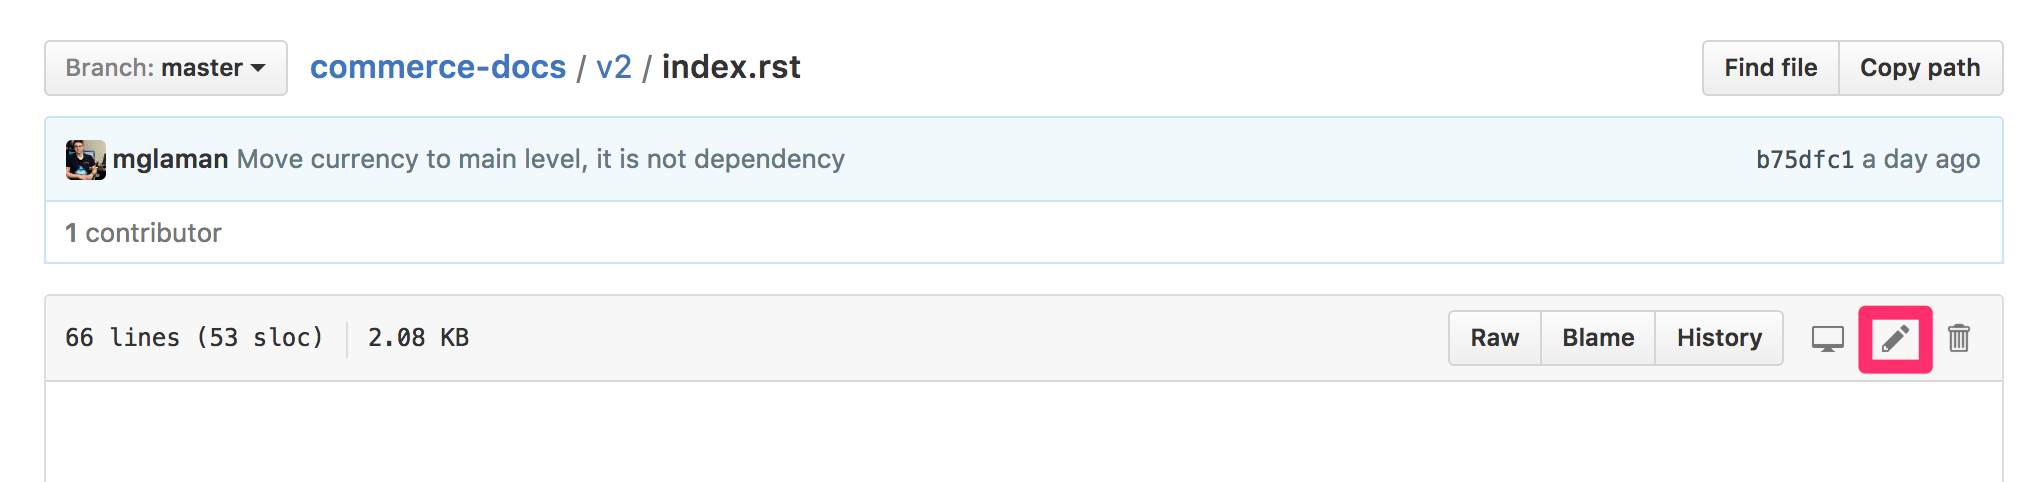 Branch: master commerce-docs / v2 / index.rst Find file Copy path
mglaman Move currency to main level, it is not dependency b75dfc1 a day ago
1 contributor
66 lines (53 sloc) 2.08 KB Raw Blame History